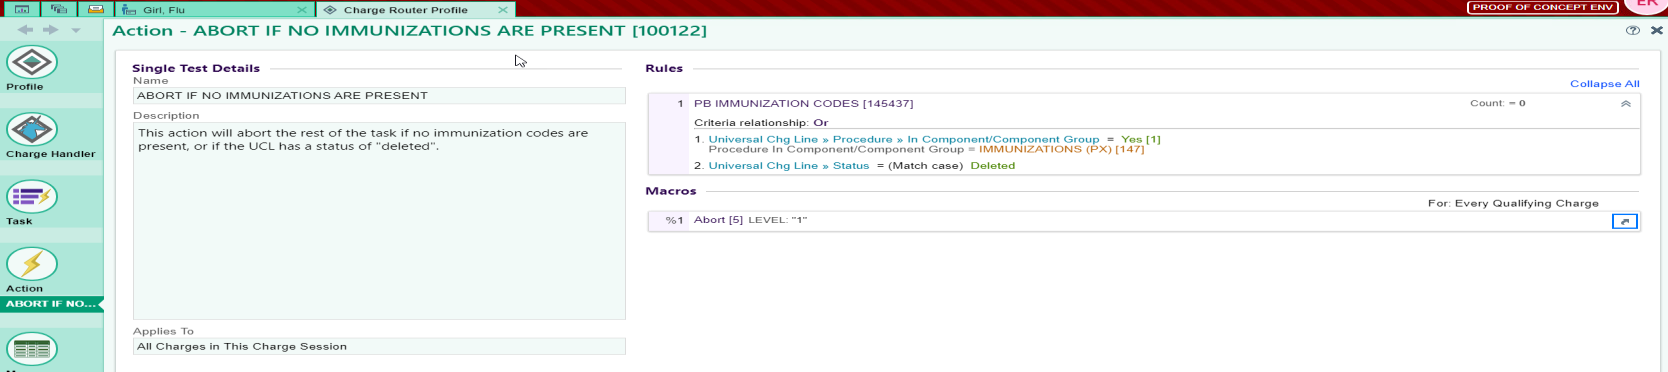 Girl, Flu
Charge Router Profile
PROOF OF CONCEPT ENV
ER
Action - ABORT IF NO IMMUNIZATIONS ARE PRESENT [100122]
Profile
Charge Handler
Task
Action
ABORT IF NO...
Single Test Details
Name
ABORT IF NO IMMUNIZATIONS ARE PRESENT
Description
This action will abort the rest of the task if no immunization codes are
present, or if the UCL has a status of "deleted".
Applies To
All Charges in This Charge Session
Rules
Collapse All
1 PB IMMUNIZATION CODES [145437] Count: = 0
Criteria relationship: Or
1. Universal Chg Line » Procedure » In Component/Component Group = Yes [1]
Procedure In Component/Component Group = IMMUNIZATIONS (PX) [147]
2. Universal Chg Line » Status = (Match case) Deleted
Macros
For: Every Qualifying Charge
%1 Abort [5] LEVEL: "1"